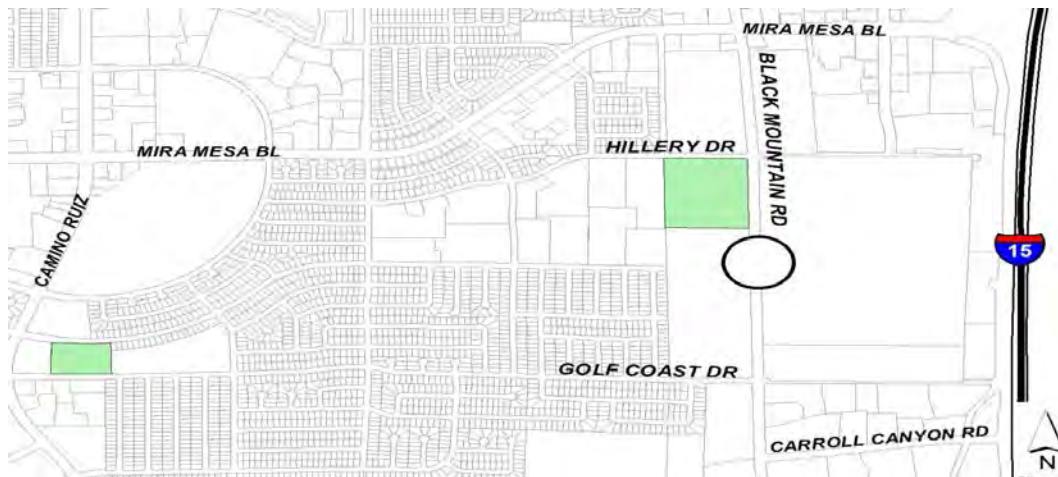 MIRA MESA BL
BLACK MOUNTAIN RD
HILLERY DR
MIRA MESA BL
CAMINO RUIZ
15
GOLF COAST DR
CARROLL CANYON RD
N